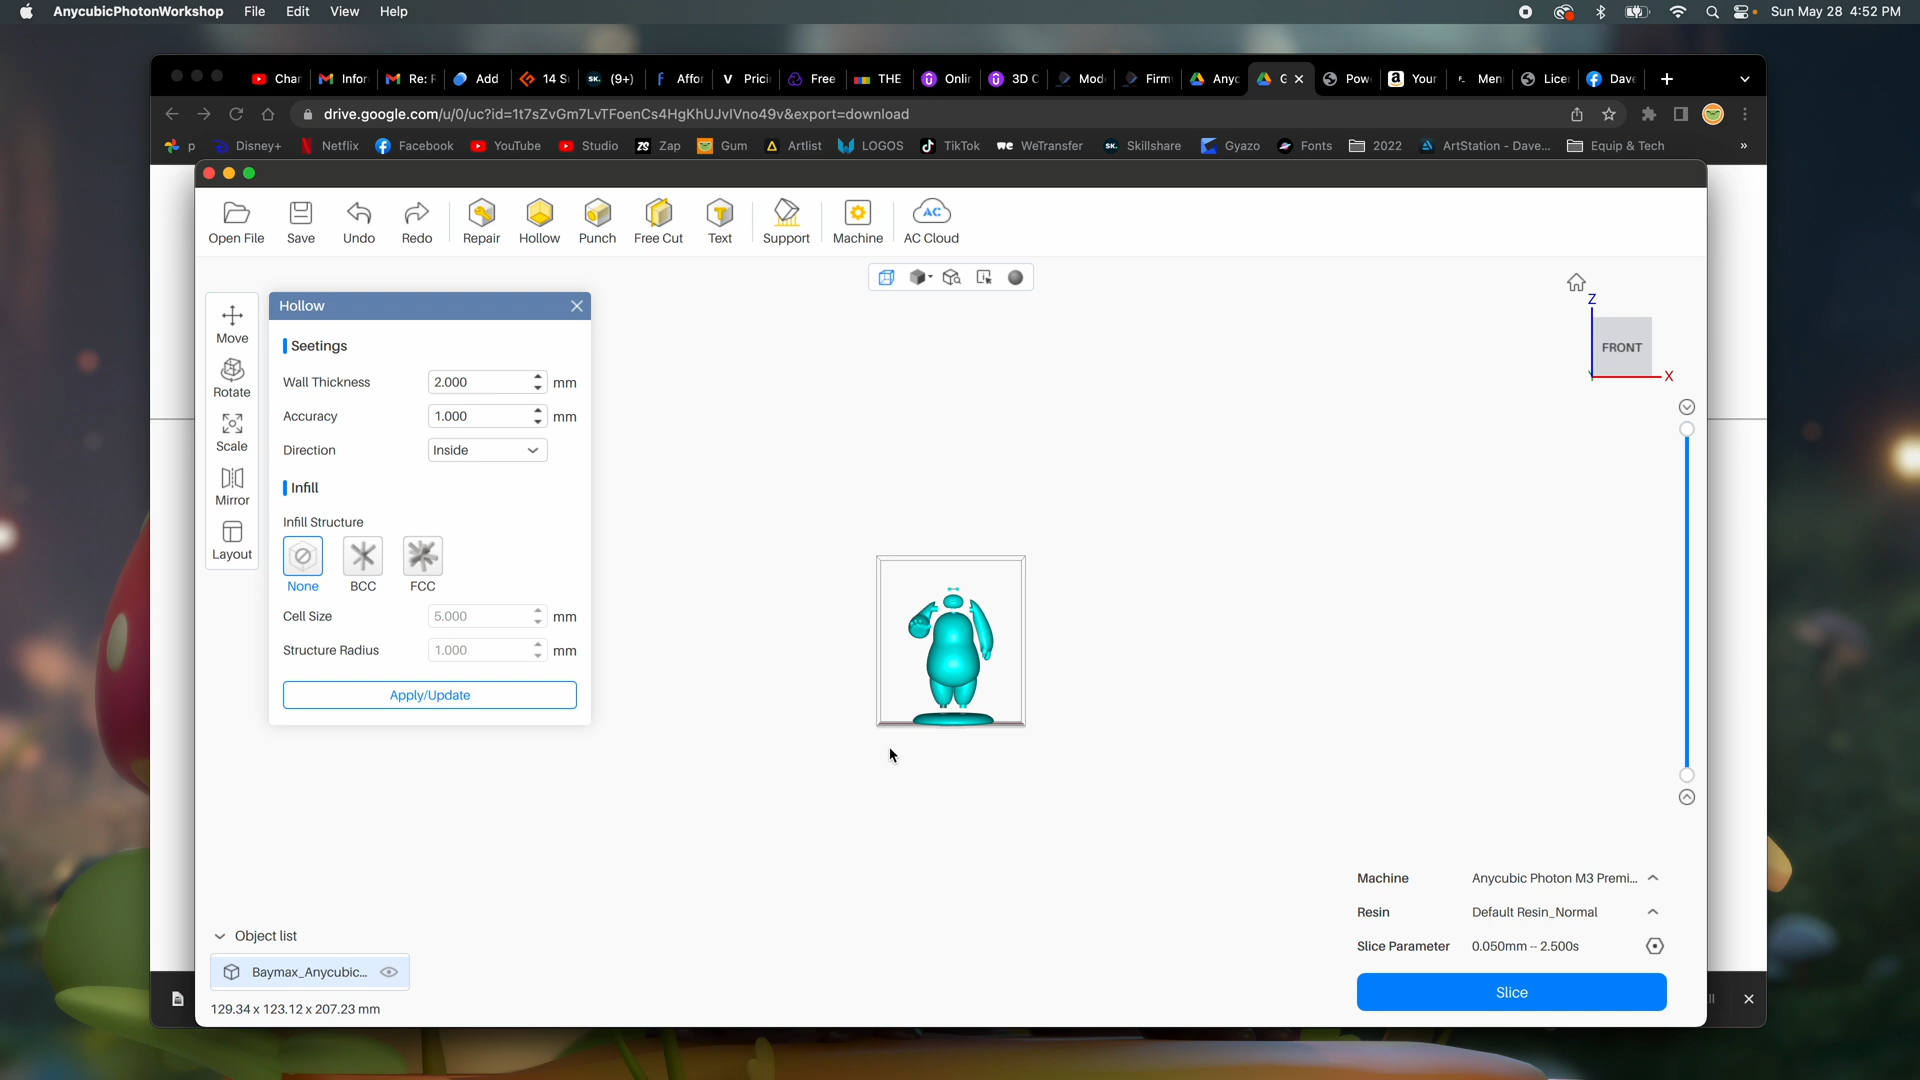 AnycubicPhotonWorkshop File Edit View Help
Sun May 28 4:52 PM
Char Infor Re: F Add 14 Su (9+) Affor Prici Free THE Onlir 3D C Mod Firm Anyc G Pow Your Men Licer Dave
drive.google.com/u/0/uc?id=1t7sZvGm7LvTFoenCs4HgKhUJvIVno49v&export=download
p Disney+ Netflix Facebook YouTube Studio Zap Gum Artlist LOGOS TikTok WeTransfer Skillshare Gyazo Fonts 2022 ArtStation - Dave... Equip & Tech »
Open File Save Undo Redo Repair Hollow Punch Free Cut Text Support Machine AC Cloud
AC
Move
Rotate
Scale
Mirror
Layout
Hollow
Seetings
Wall Thickness 2.000 mm
Accuracy 1.000 mm
Direction Inside
Infill
Infill Structure
None BCC FCC
Cell Size 5.000 mm
Structure Radius 1.000 mm
Apply/Update
Z
FRONT
X
Machine Anycubic Photon M3 Premi...
Resin Default Resin_Normal
Slice Parameter 0.050mm -- 2.500s
Slice
Object list
Baymax_Anycubic...
129.34 x 123.12 x 207.23 mm